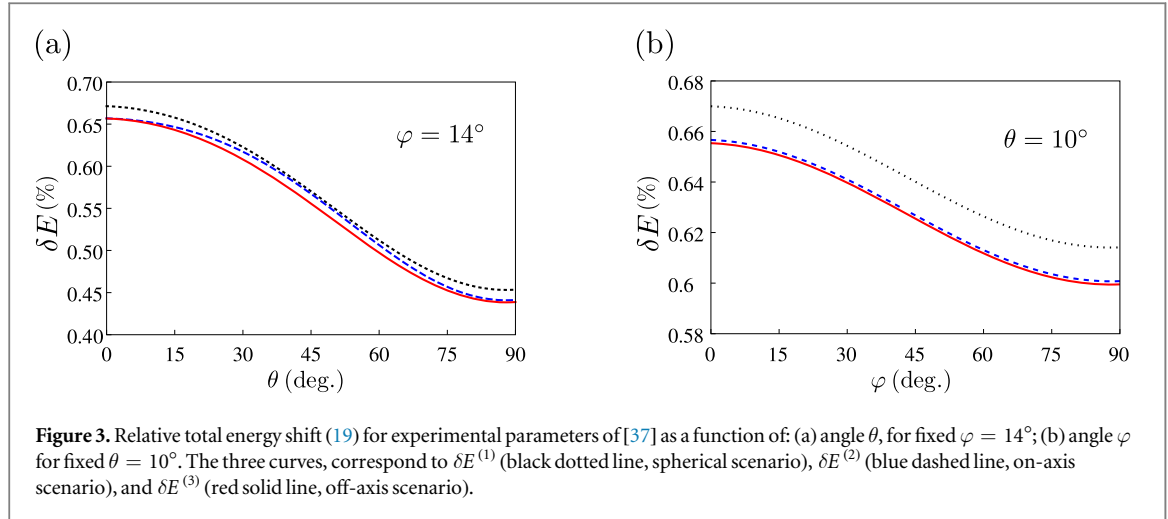 (a)
0.70
0.65
0.60
0.55
0.50
0.45
0.40
δE (%)
φ = 14°
0 15 30 45 60 75 90
θ (deg.)
(b)
0.68
0.66
0.64
0.62
0.6
0.58
δE (%)
θ = 10°
0 15 30 45 60 75 90
φ (deg.)
Figure 3. Relative total energy shift (19) for experimental parameters of [37] as a function of: (a) angle θ, for fixed φ = 14°; (b) angle φ
for fixed θ = 10°. The three curves, correspond to δE (1) (black dotted line, spherical scenario), δE (2) (blue dashed line, on-axis
scenario), and δE (3) (red solid line, off-axis scenario).